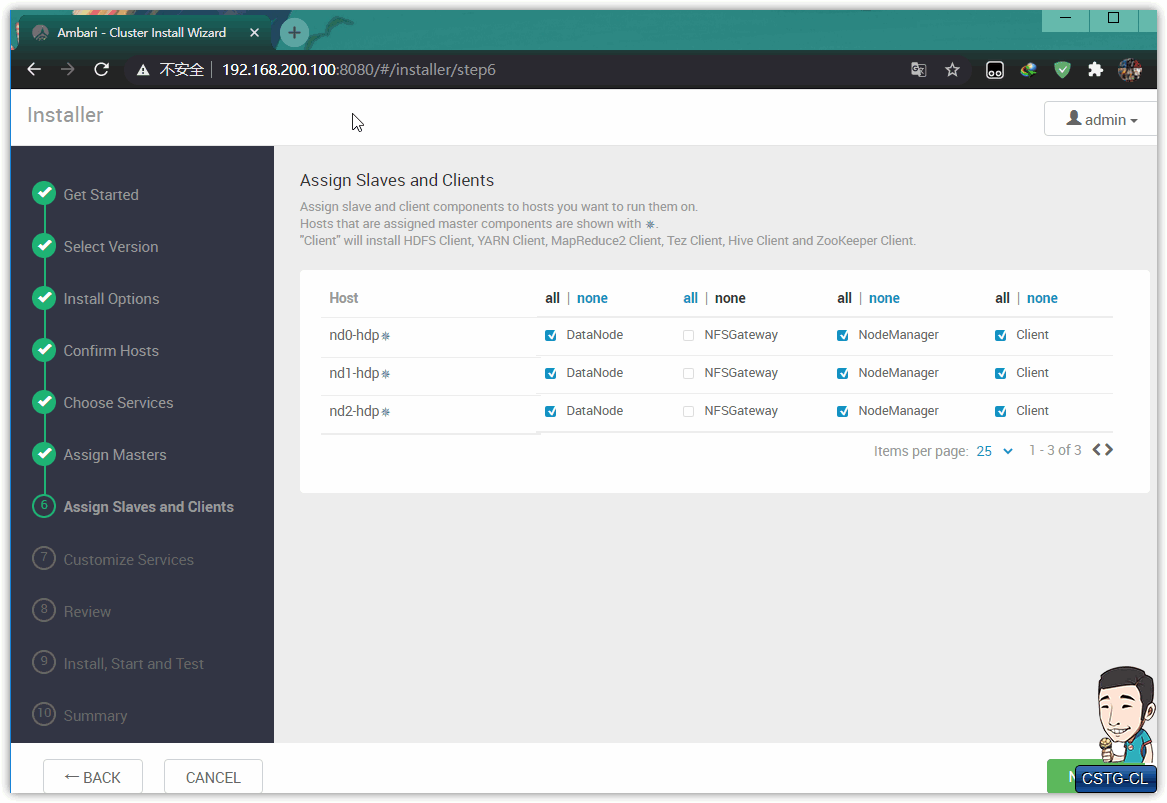 Ambari - Cluster Install Wizard
不安全 | 192.168.200.100:8080/#/installer/step6
Installer
admin
Get Started
Select Version
Install Options
Confirm Hosts
Choose Services
Assign Masters
6 Assign Slaves and Clients
7 Customize Services
8 Review
9 Install, Start and Test
10 Summary
Assign Slaves and Clients
Assign slave and client components to hosts you want to run them on.
Hosts that are assigned master components are shown with ✵.
"Client" will install HDFS Client, YARN Client, MapReduce2 Client, Tez Client, Hive Client and ZooKeeper Client.
Host all | none all | none all | none all | none
nd0-hdp✵ DataNode NFSGateway NodeManager Client
nd1-hdp✵ DataNode NFSGateway NodeManager Client
nd2-hdp✵ DataNode NFSGateway NodeManager Client
Items per page: 25 1 - 3 of 3
← BACK CANCEL
CSTG-CL